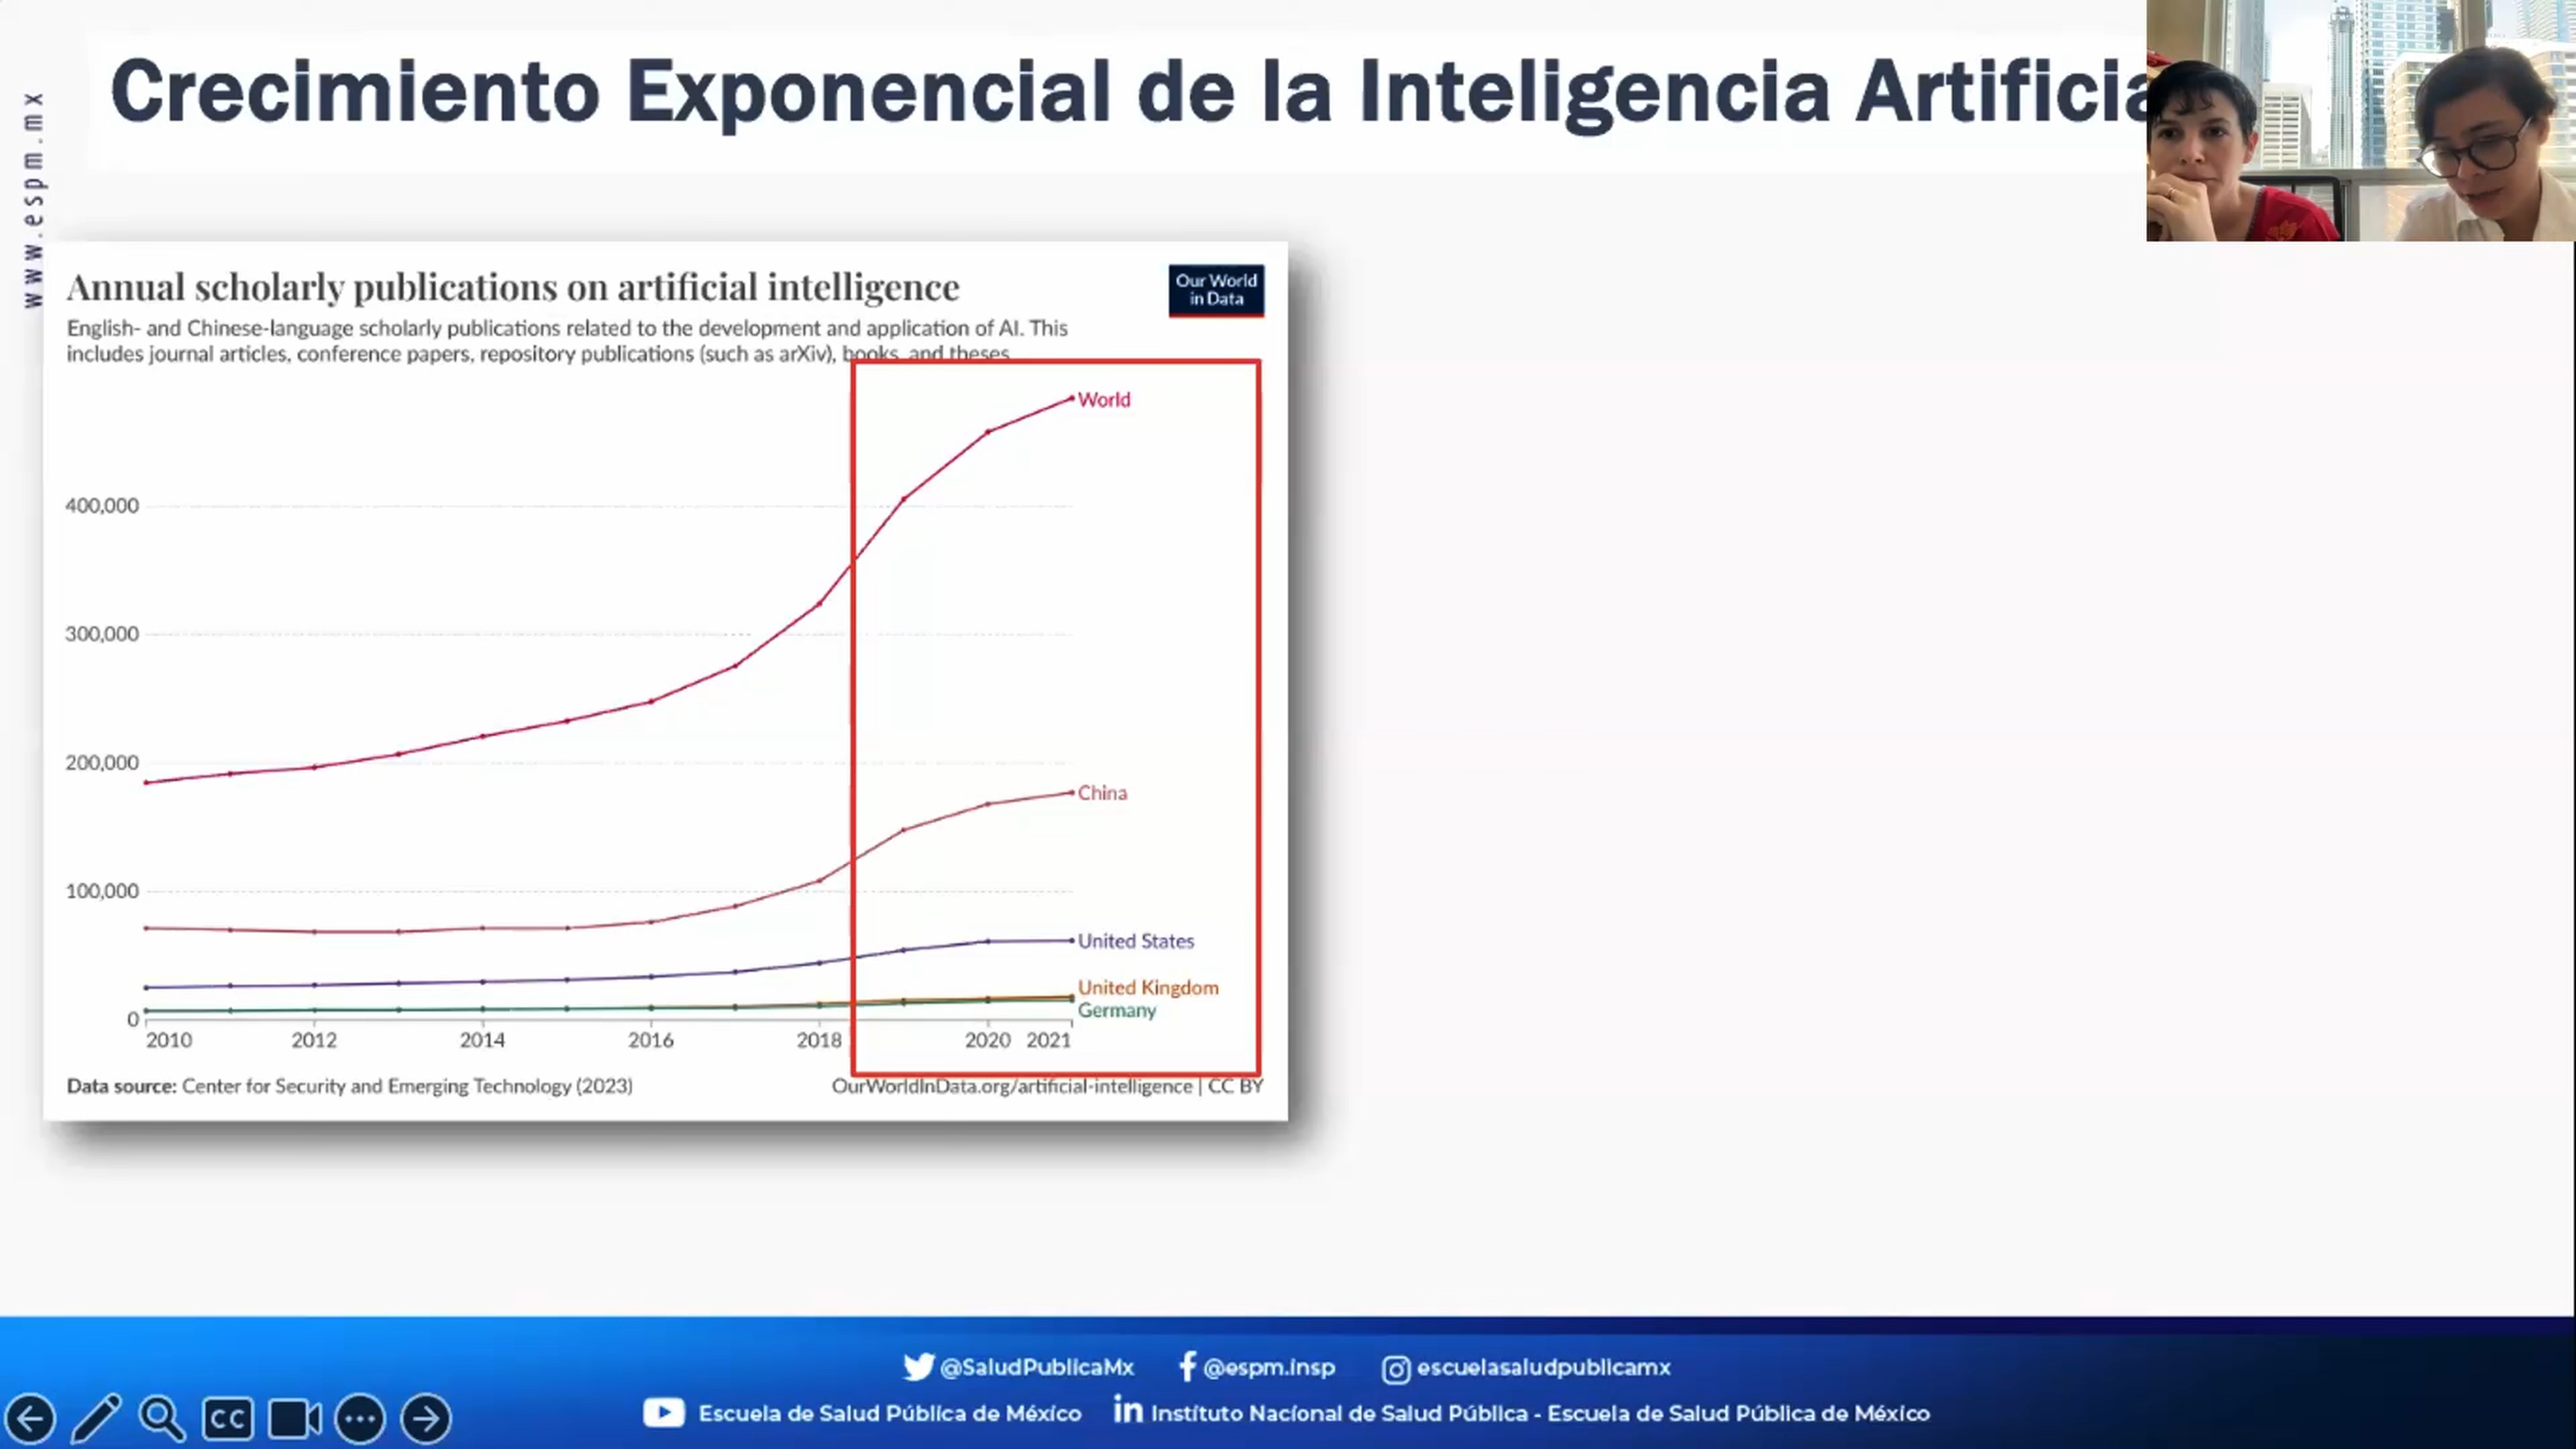 Crecimiento Exponencial de la Inteligencia Artificia
www.espm.mx
Annual scholarly publications on artificial intelligence
Our World
in Data
English- and Chinese-language scholarly publications related to the development and application of AI. This
includes journal articles, conference papers, repository publications (such as arXiv), books, and theses.
World
400,000
300,000
200,000
China
100,000
United States
United Kingdom
Germany
0
2010 2012 2014 2016 2018 2020 2021
Data source: Center for Security and Emerging Technology (2023)
OurWorldInData.org/artificial-intelligence | CC BY
@SaludPublicaMx @espm.insp escuelasaludpublicamx
Escuela de Salud Pública de México in Instituto Nacional de Salud Pública - Escuela de Salud Pública de México
CC